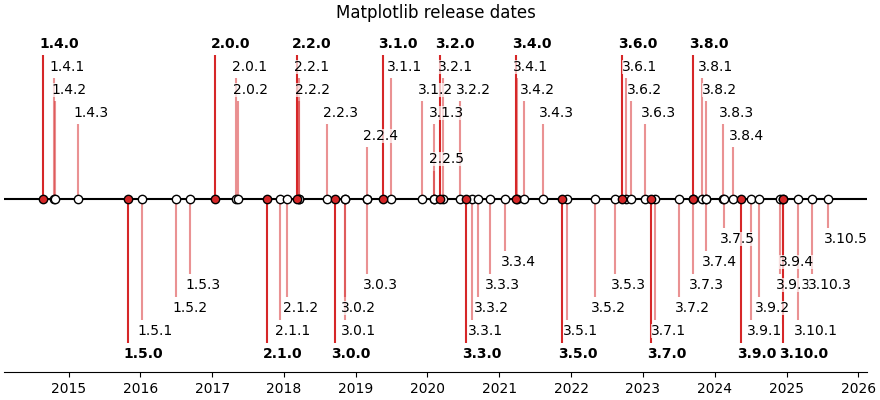 Matplotlib release dates
1.4.0 2.0.0 2.2.0 3.1.0 3.2.0 3.4.0 3.6.0 3.8.0
1.4.1 2.0.1 2.2.1 3.1.1 3.2.1 3.4.1 3.6.1 3.8.1
1.4.2 2.0.2 2.2.2 3.1.2 3.2.2 3.4.2 3.6.2 3.8.2
1.4.3 2.2.3 3.1.3 3.4.3 3.6.3 3.8.3
2.2.4 3.8.4
2.2.5
3.7.5 3.10.5
3.3.4 3.7.4 3.9.4
1.5.3 3.0.3 3.3.3 3.5.3 3.7.3 3.9.3 3.10.3
1.5.2 2.1.2 3.0.2 3.3.2 3.5.2 3.7.2 3.9.2
1.5.1 2.1.1 3.0.1 3.3.1 3.5.1 3.7.1 3.9.1 3.10.1
1.5.0 2.1.0 3.0.0 3.3.0 3.5.0 3.7.0 3.9.0 3.10.0
2015 2016 2017 2018 2019 2020 2021 2022 2023 2024 2025 2026